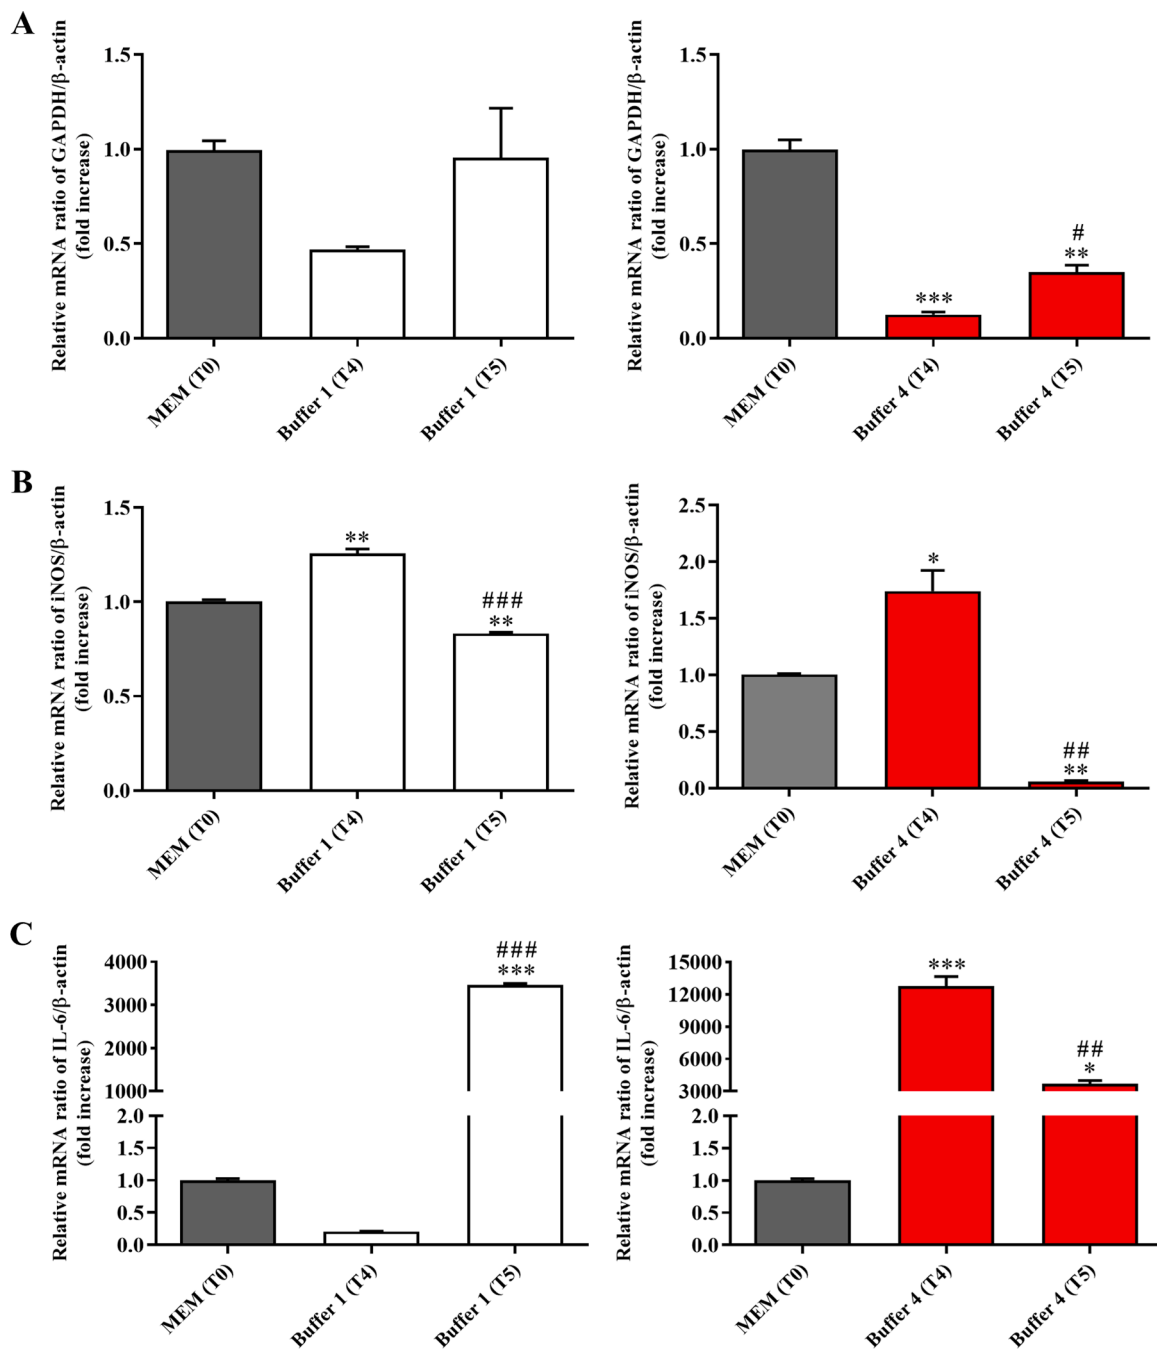 A
Relative mRNA ratio of GAPDH/β-actin
(fold increase)
1.5
1.0
0.5
0.0
MEM (T0)
Buffer 1 (T4)
Buffer 1 (T5)
Relative mRNA ratio of GAPDH/β-actin
(fold increase)
1.5
1.0
0.5
0.0
***
#
**
MEM (T0)
Buffer 4 (T4)
Buffer 4 (T5)
B
Relative mRNA ratio of iNOS/β-actin
(fold increase)
1.5
1.0
0.5
0.0
**
###
**
MEM (T0)
Buffer 1 (T4)
Buffer 1 (T5)
Relative mRNA ratio of iNOS/β-actin
(fold increase)
2.5
2.0
1.5
1.0
0.5
0.0
*
##
**
MEM (T0)
Buffer 4 (T4)
Buffer 4 (T5)
C
Relative mRNA ratio of IL-6/β-actin
(fold increase)
4000
3000
2000
1000
2.0
1.5
1.0
0.5
0.0
###
***
MEM (T0)
Buffer 1 (T4)
Buffer 1 (T5)
Relative mRNA ratio of IL-6/β-actin
(fold increase)
15000
12000
9000
6000
3000
2.0
1.5
1.0
0.5
0.0
***
##
*
MEM (T0)
Buffer 4 (T4)
Buffer 4 (T5)